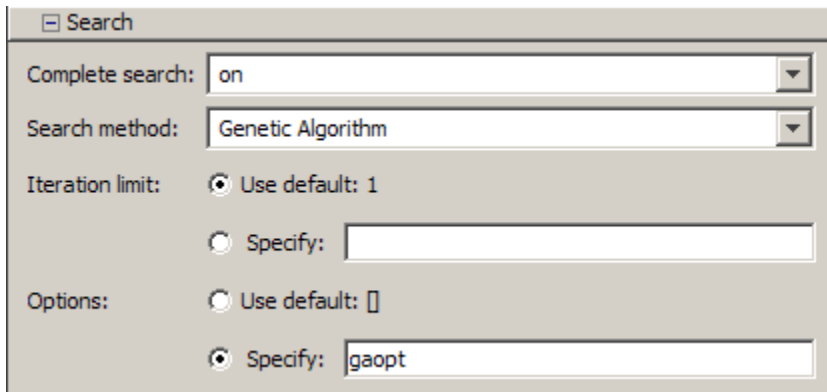 Search
Complete search: on
Search method: Genetic Algorithm
Iteration limit: Use default: 1
Specify:
Options: Use default: []
Specify: gaopt